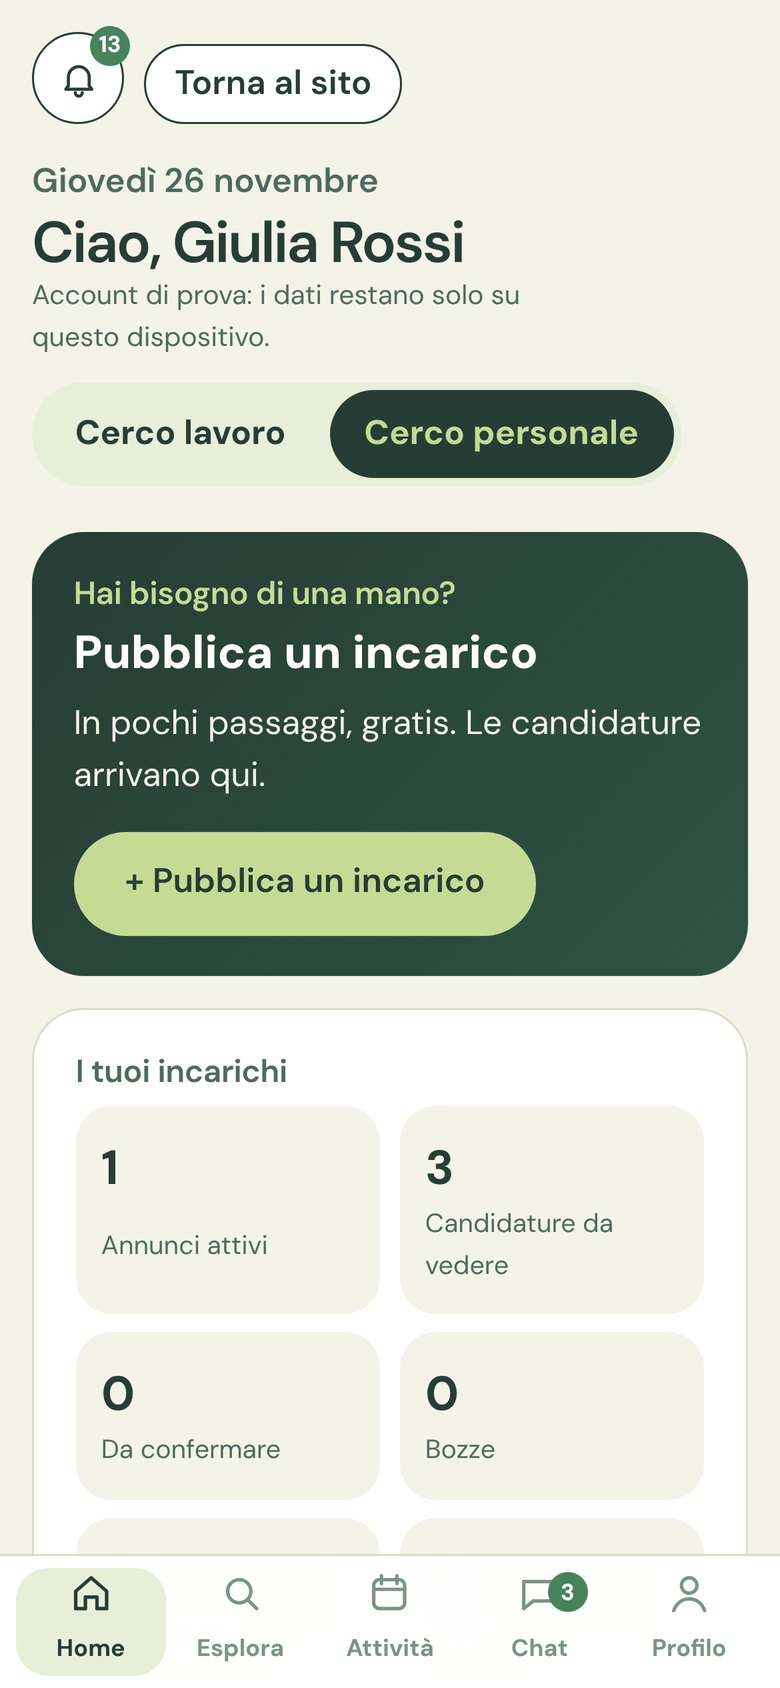 13
Torna al sito
Giovedì 26 novembre
Ciao, Giulia Rossi
Account di prova: i dati restano solo su
questo dispositivo.
Cerco lavoro
Cerco personale
Hai bisogno di una mano?
Pubblica un incarico
In pochi passaggi, gratis. Le candidature
arrivano qui.
+ Pubblica un incarico
I tuoi incarichi
1
Annunci attivi
3
Candidature da
vedere
0
Da confermare
0
Bozze
3
Home
Esplora
Attività
Chat
Profilo